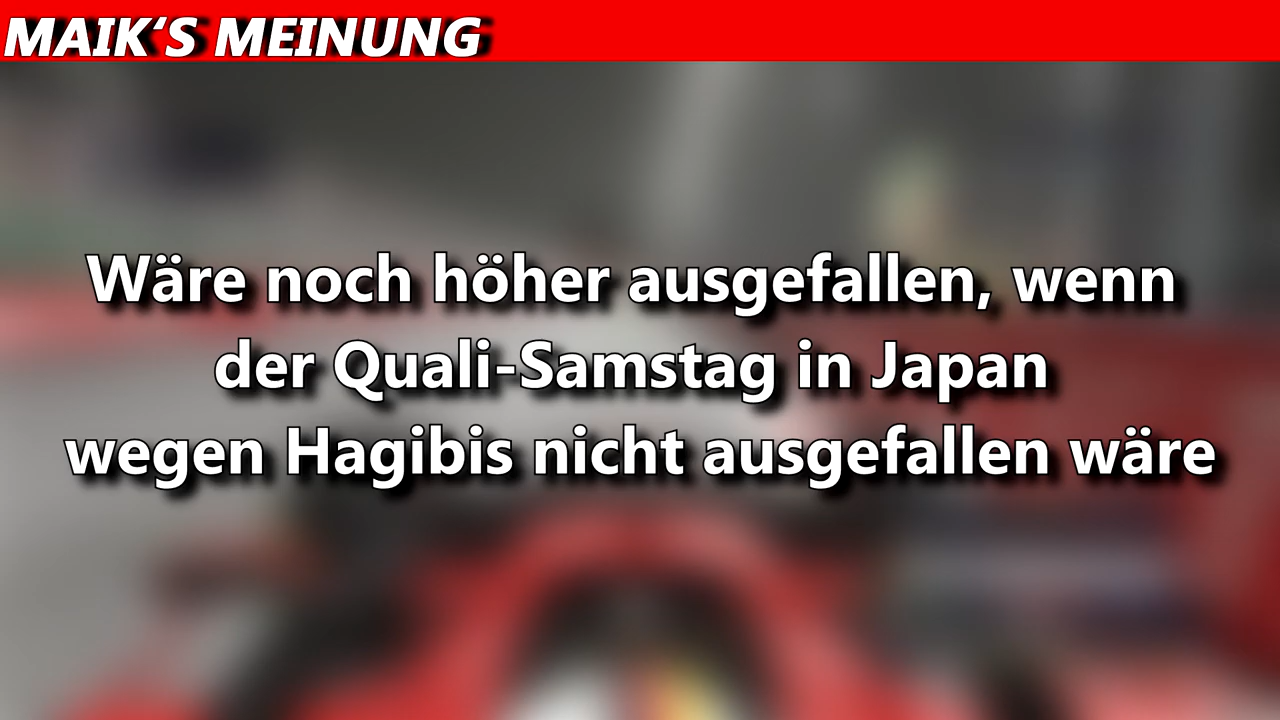 MAIK‘S MEINUNG
Wäre noch höher ausgefallen, wenn
der Quali-Samstag in Japan
wegen Hagibis nicht ausgefallen wäre